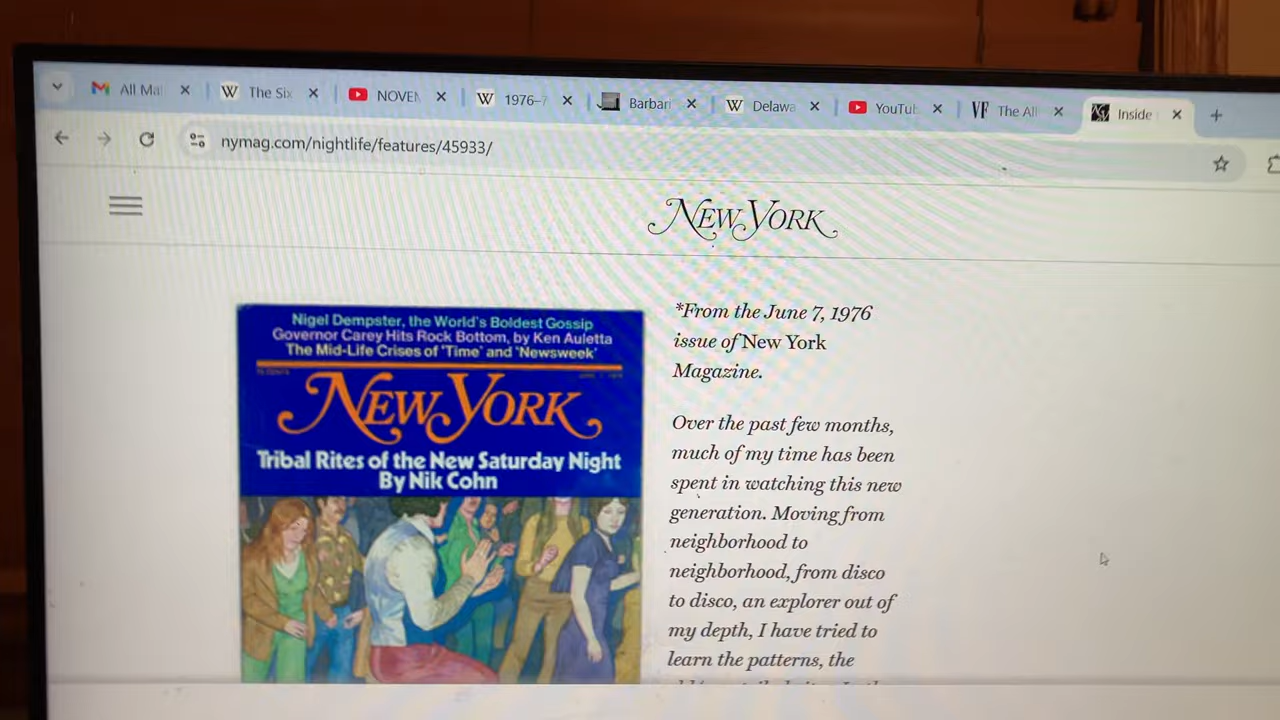 All Ma
The Six
NOVEM
1976–7
Barbari
Delawa
YouTub
VF The All
Inside
nymag.com/nightlife/features/45933/
NEW YORK
Nigel Dempster, the World's Boldest Gossip
Governor Carey Hits Rock Bottom, by Ken Auletta
The Mid-Life Crises of 'Time' and 'Newsweek'
NEW YORK
Tribal Rites of the New Saturday Night
By Nik Cohn
*From the June 7, 1976
issue of New York
Magazine.
Over the past few months,
much of my time has been
spent in watching this new
generation. Moving from
neighborhood to
neighborhood, from disco
to disco, an explorer out of
my depth, I have tried to
learn the patterns, the